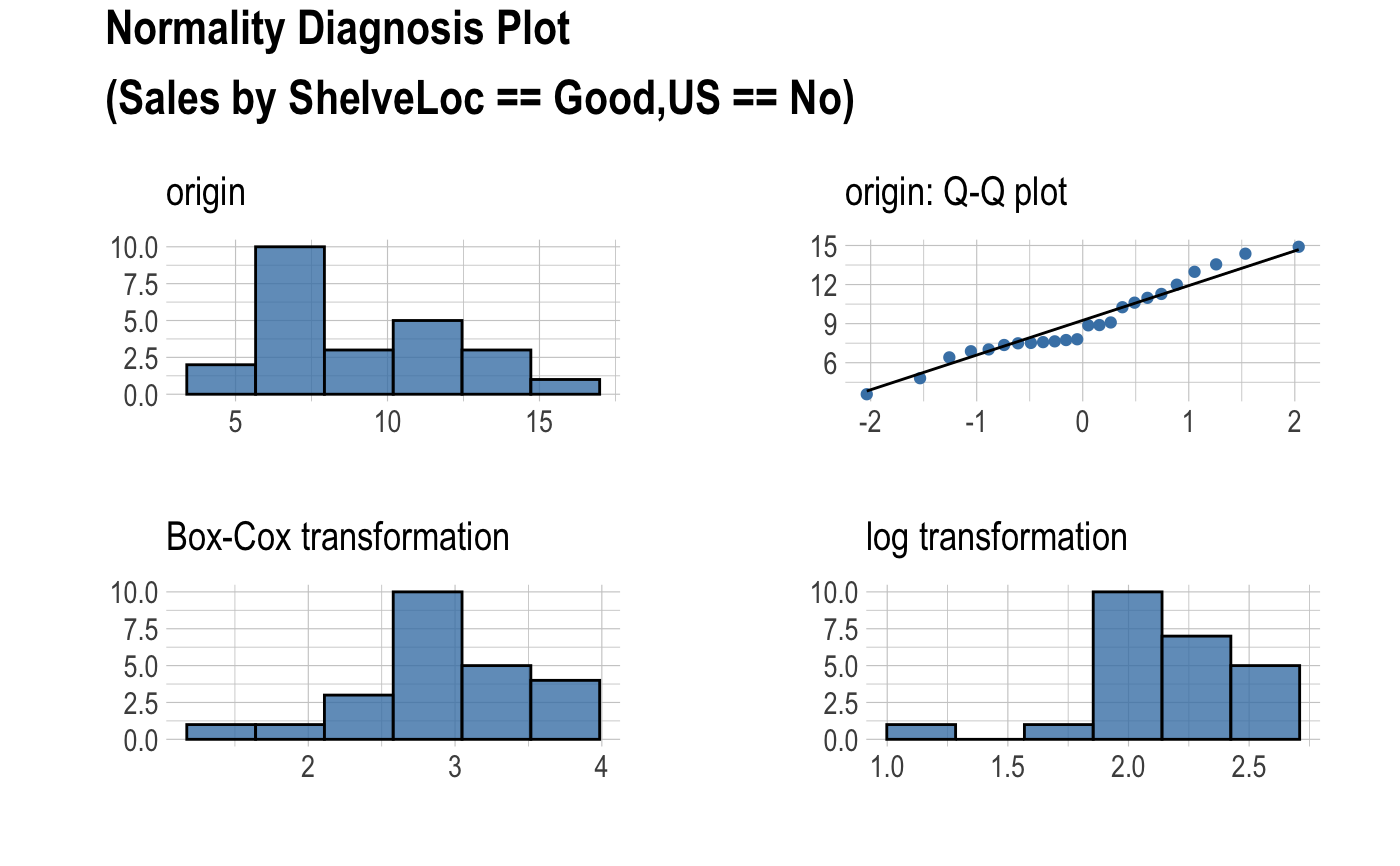 Normality Diagnosis Plot
(Sales by ShelveLoc == Good,US == No)
origin
10.0
7.5
5.0
2.5
0.0
5 10 15
origin: Q-Q plot
15
12
9
6
-2 -1 0 1 2
Box-Cox transformation
10.0
7.5
5.0
2.5
0.0
2 3 4
log transformation
10.0
7.5
5.0
2.5
0.0
1.0 1.5 2.0 2.5